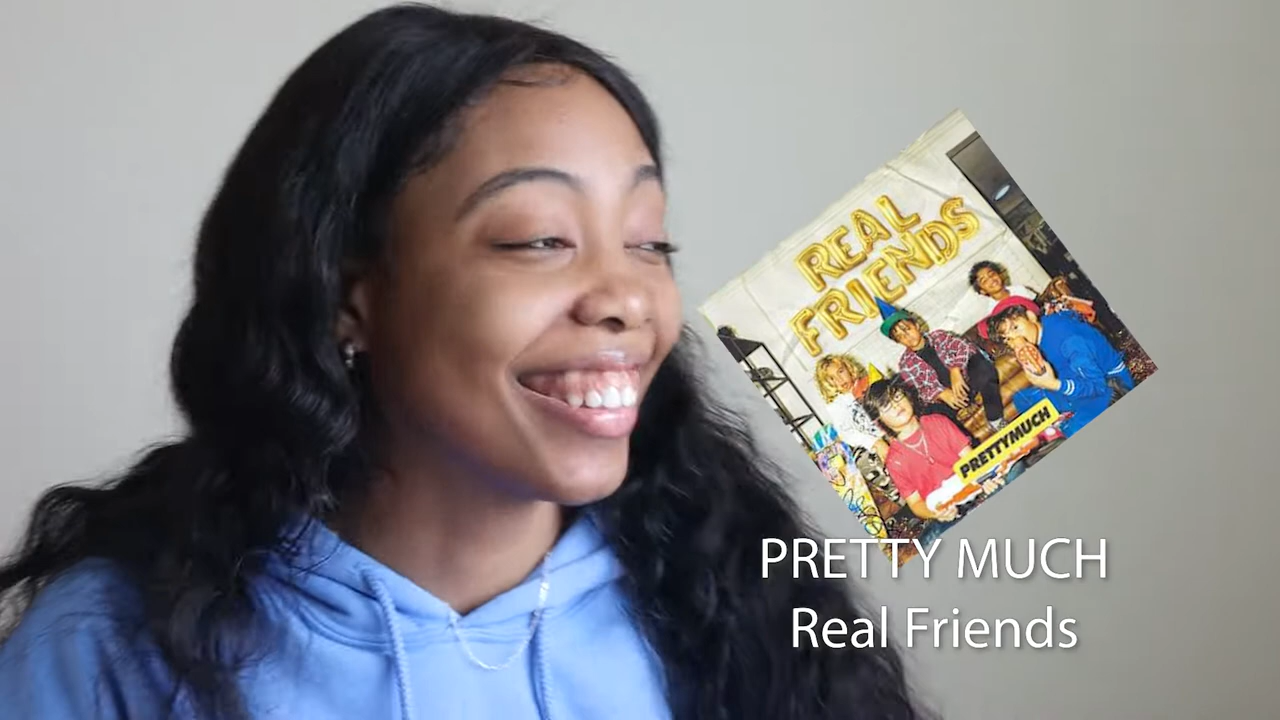 REAL
FRIENDS
PRETTYMUCH
PRETTY MUCH
Real Friends